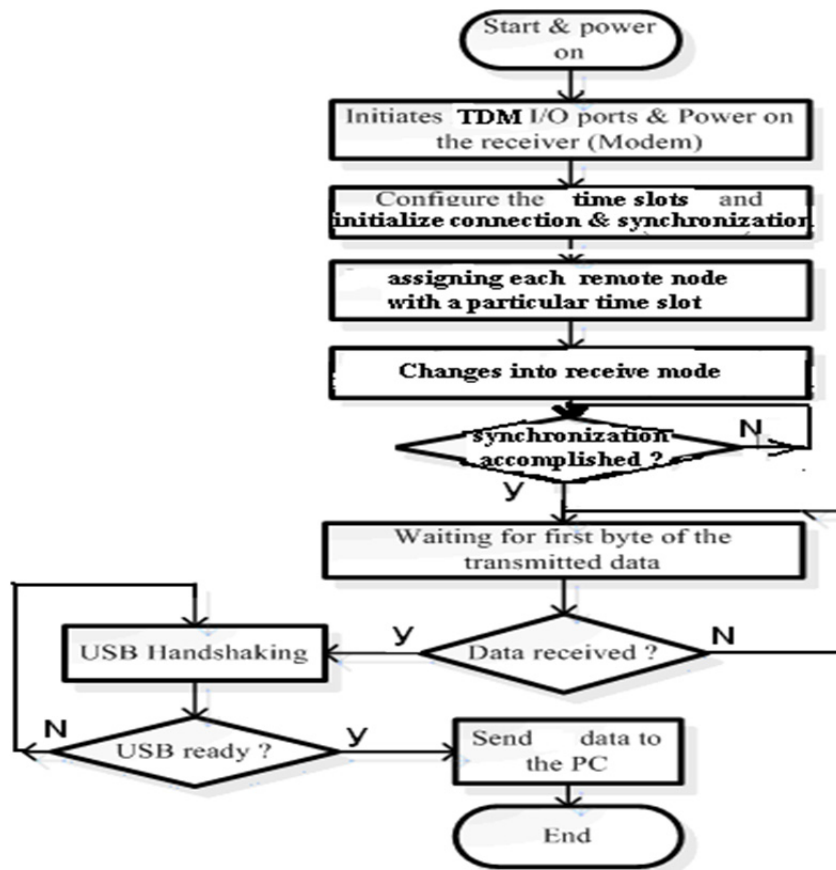 Start & power
on
Initiates TDM I/O ports & Power on
the receiver (Modem)
Configure the time slots and
initialize connection & synchronization
assigning each remote node
with a particular time slot
Changes into receive mode
synchronization
accomplished ?
N
y
Waiting for first byte of the
transmitted data
USB Handshaking
y
Data received ?
N
N
USB ready ?
y
Send data to
the PC
End